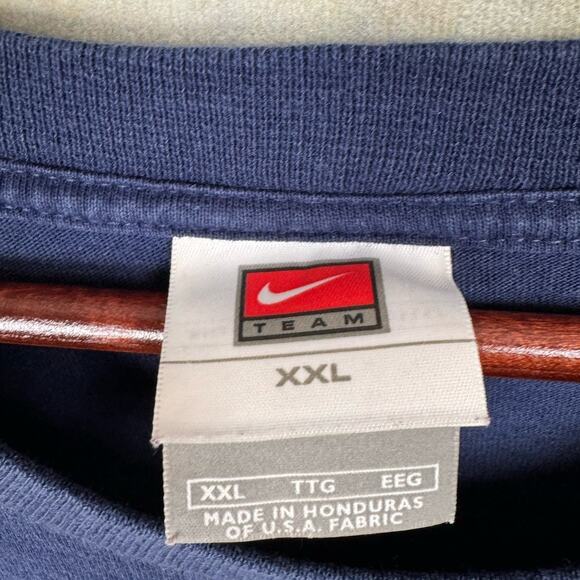 TEAM
XXL
XXL TTG EEG
MADE IN HONDURAS
OF U.S.A. FABRIC